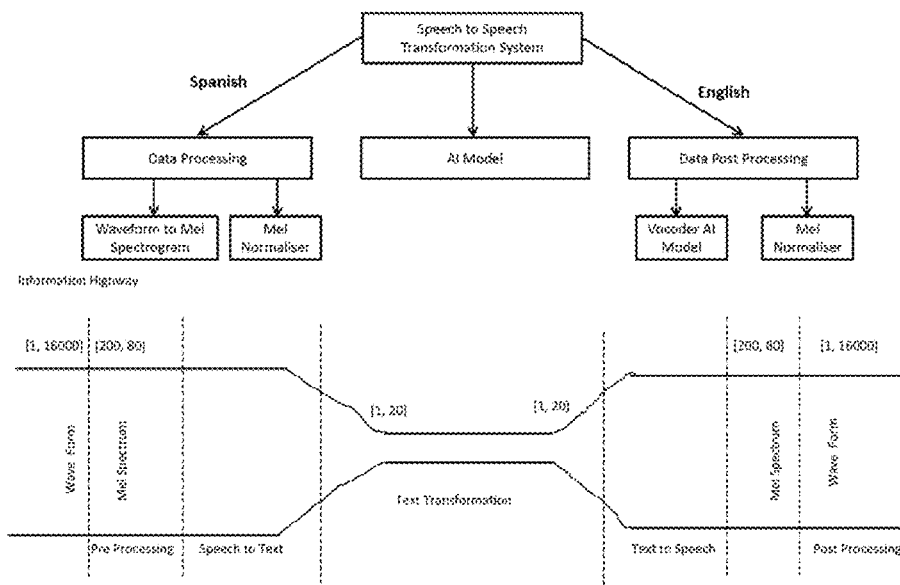 Speech to Speech
Transformation System
Spanish
English
Data Processing
AI Model
Data Post Processing
Waveform to Mel
Spectrogram
Mel
Normaliser
Vocoder AI
Model
Mel
Normaliser
Information Highway
[1, 16000]
[200, 80]
[200, 80]
[1, 16000]
[1, 20]
[1, 20]
Wave Form
Mel Spectrum
Text Transformation
Mel Spectrum
Wave Form
Pre Processing
Speech to Text
Text to Speech
Post Processing